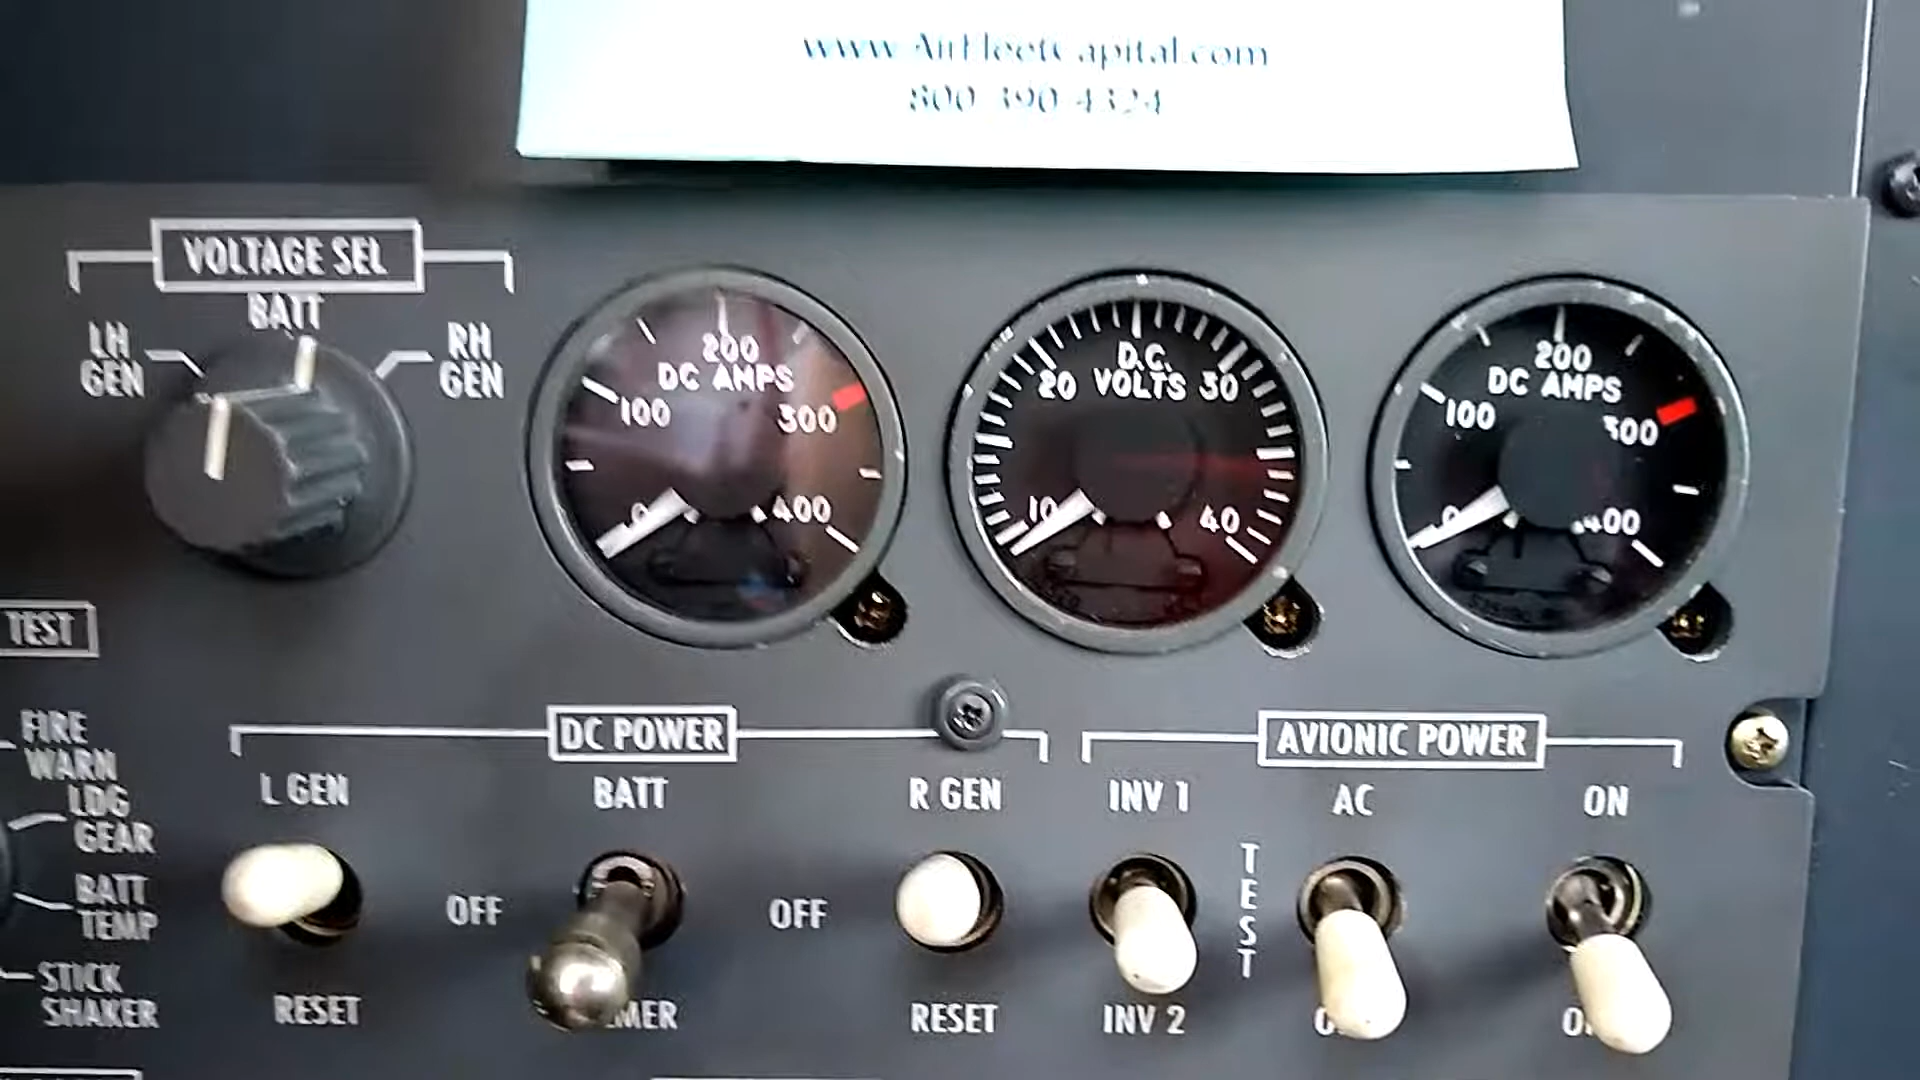 www.AirFleetCapital.com
800 390 4324
VOLTAGE SEL
BATT
LH
GEN
RH
GEN
200
DC AMPS
100
300
0
400
D.C.
20 VOLTS 30
10
40
200
DC AMPS
100
300
0
400
TEST
FIRE
WARN
LDG
GEAR
BATT
TEMP
STICK
SHAKER
DC POWER
L GEN
BATT
R GEN
OFF
OFF
RESET
RESET
AVIONIC POWER
INV 1
AC
ON
TEST
INV 2